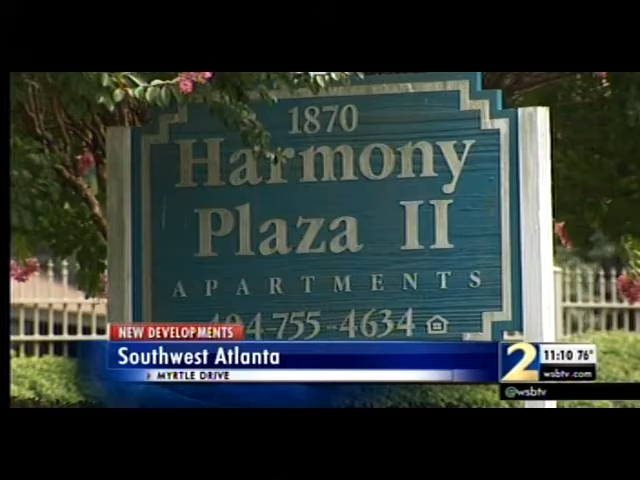 1870
Harmony
Plaza II
APARTMENTS
404-755-4634
NEW DEVELOPMENTS
Southwest Atlanta
MYRTLE DRIVE
2
11:10 76°
wsbtv.com
@wsbtv